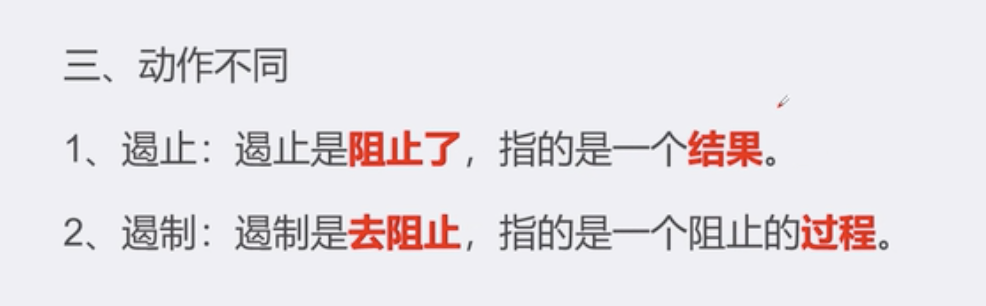 三、动作不同
1、遏止：遏止是阻止了，指的是一个结果。
2、遏制：遏制是去阻止，指的是一个阻止的过程。